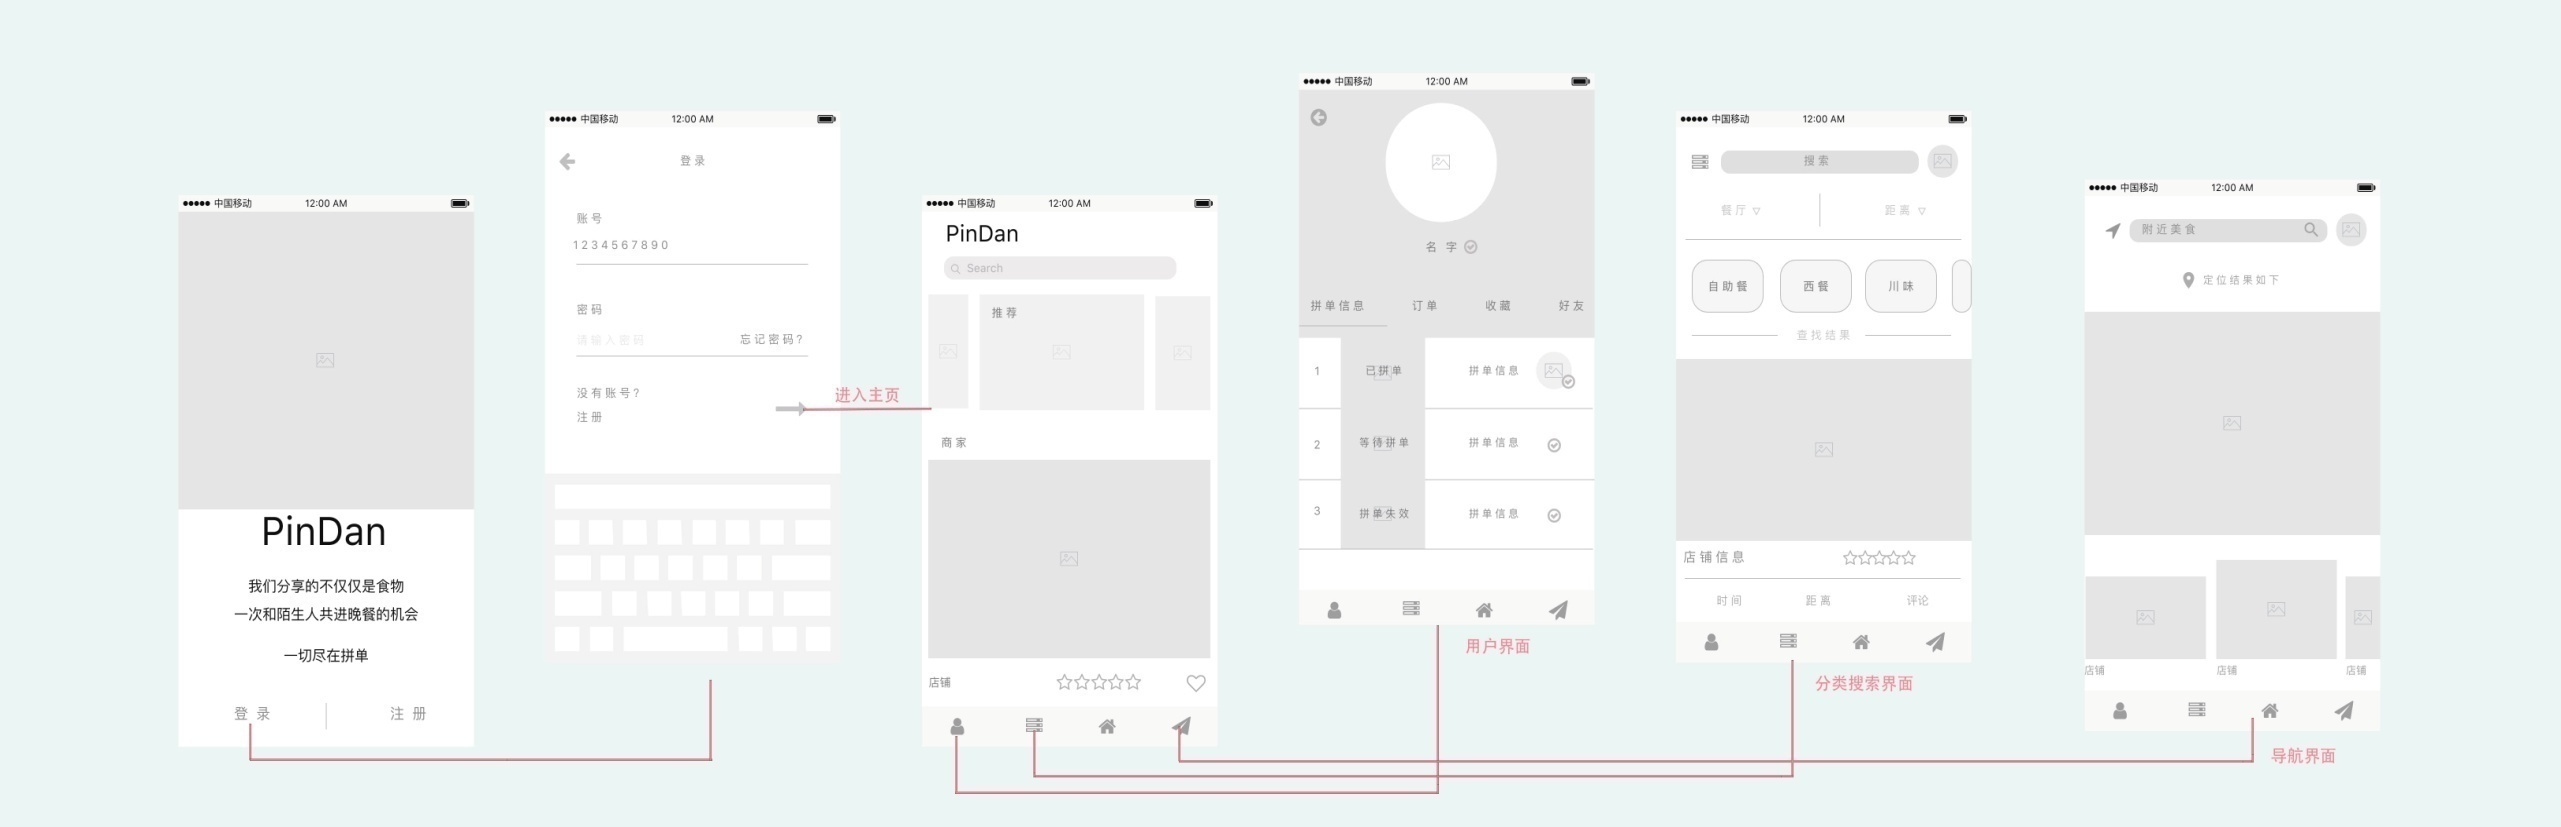 中国移动 12:00 AM
PinDan
我们分享的不仅仅是食物
一次和陌生人共进晚餐的机会
一切尽在拼单
登录 注册
中国移动 12:00 AM
登录
账号
1234567890
密码
请输入密码 忘记密码?
没有账号?
注册
进入主页
中国移动 12:00 AM
PinDan
Search
推荐
商家
店铺
中国移动 12:00 AM
名字
拼单信息 订单 收藏 好友
1 已拼单 拼单信息
2 等待拼单 拼单信息
3 拼单失效 拼单信息
用户界面
中国移动 12:00 AM
搜索
餐厅 距离
自助餐 西餐 川味
查找结果
店铺信息
时间 距离 评论
分类搜索界面
中国移动 12:00 AM
附近美食
定位结果如下
店铺 店铺 店铺
导航界面